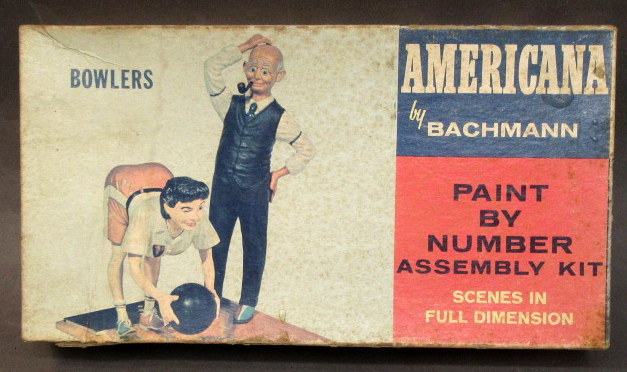 BOWLERS
AMERICANA
by BACHMANN
PAINT
BY
NUMBER
ASSEMBLY KIT
SCENES IN
FULL DIMENSION